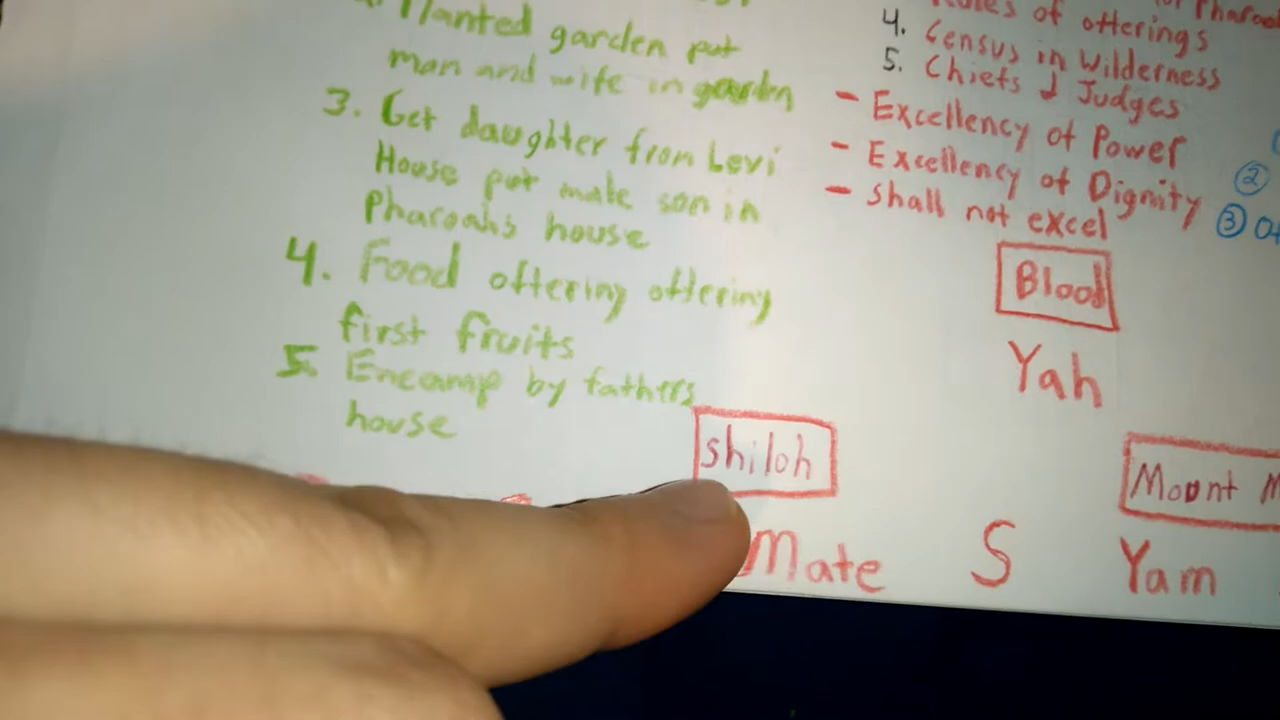 Planted garden put
man and wife in garden
3. Get daughter from Levi
House put male son in
Pharoahs house
4. Food offering offering
first fruits
5. Encamp by fathers
house
Rules of offerings
4. Census in Wilderness
5. Chiefs Judges
- Excellency of Power
- Excellency of Dignity
- shall not excel
②
③
Blood
Yah
shiloh
Mate
S
Mount
Yam